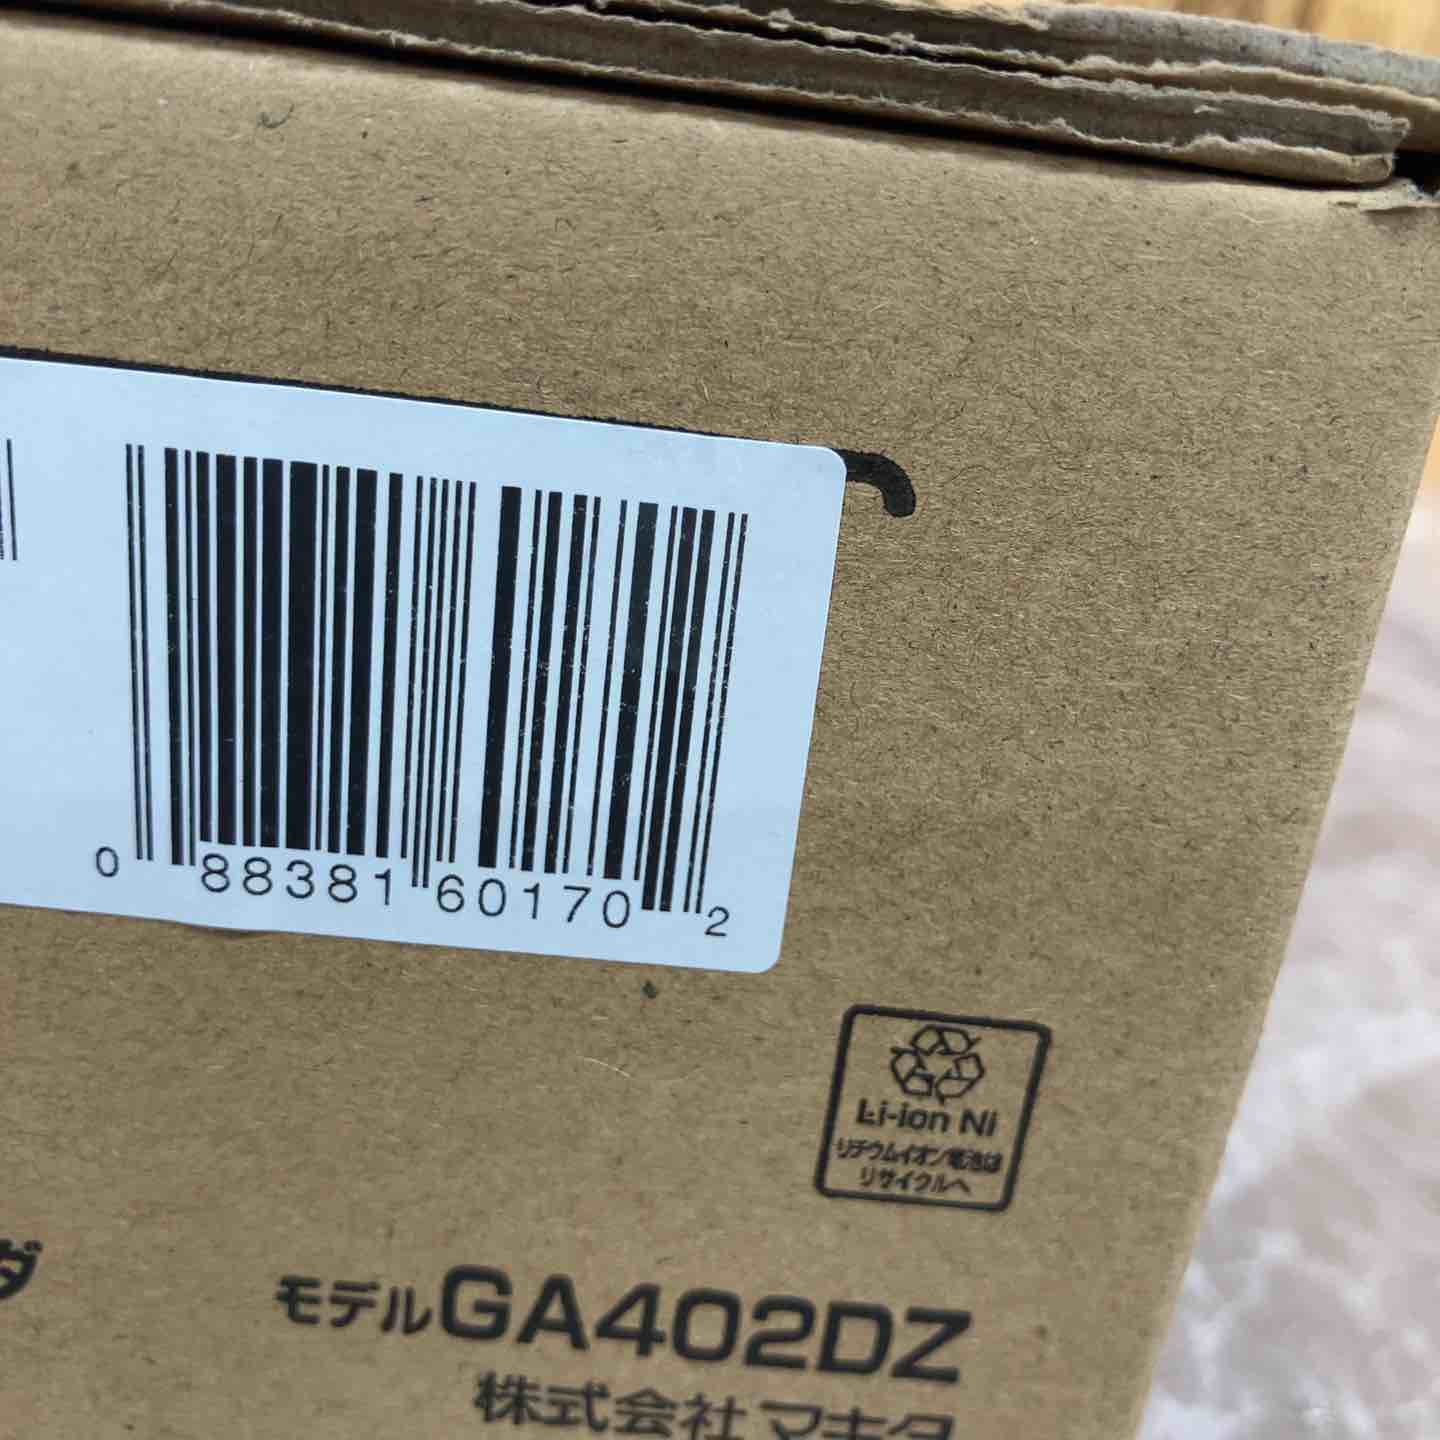 0 88381 60170 2
Li-ion Ni
リチウムイオン電池は
リサイクルへ
ダ
モデルGA402DZ
株式会社マキタ